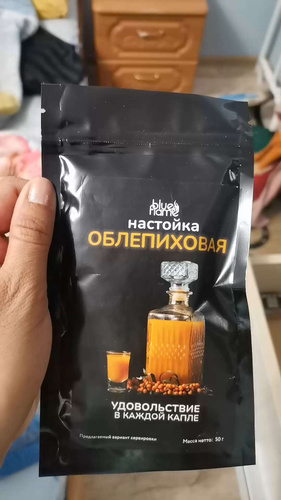 blue
flame
настойка
ОБЛЕПИХОВАЯ
УДОВОЛЬСТВИЕ
В КАЖДОЙ КАПЛЕ
Предлагаемый вариант сервировки
Масса нетто: 50 г